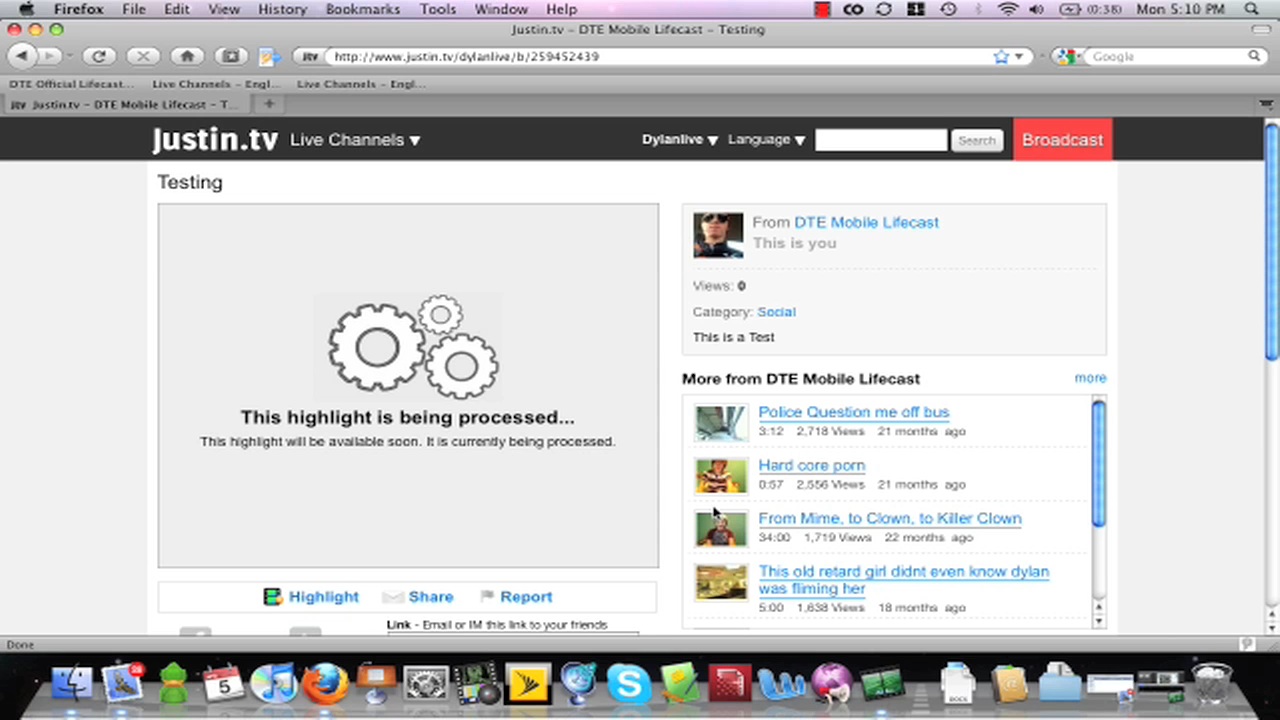 Firefox File Edit View History Bookmarks Tools Window Help (0:38) Mon 5:10 PM
Justin.tv – DTE Mobile Lifecast – Testing
http://www.justin.tv/dylanlive/b/259452439 Google
DTE Official Lifecast... Live Channels – Engl... Live Channels – Engl...
Justin.tv – DTE Mobile Lifecast – T...
Justin.tv Live Channels Dylanlive Language Search Broadcast
Testing
This highlight is being processed...
This highlight will be available soon. It is currently being processed.
Highlight Share Report
Link - Email or IM this link to your friends
From DTE Mobile Lifecast
This is you
Views: 0
Category: Social
This is a Test
More from DTE Mobile Lifecast more
Police Question me off bus
3:12 2,718 Views 21 months ago
Hard core porn
0:57 2,556 Views 21 months ago
From Mime, to Clown, to Killer Clown
34:00 1,719 Views 22 months ago
This old retard girl didnt even know dylan
was fliming her
5:00 1,638 Views 18 months ago
Done
5